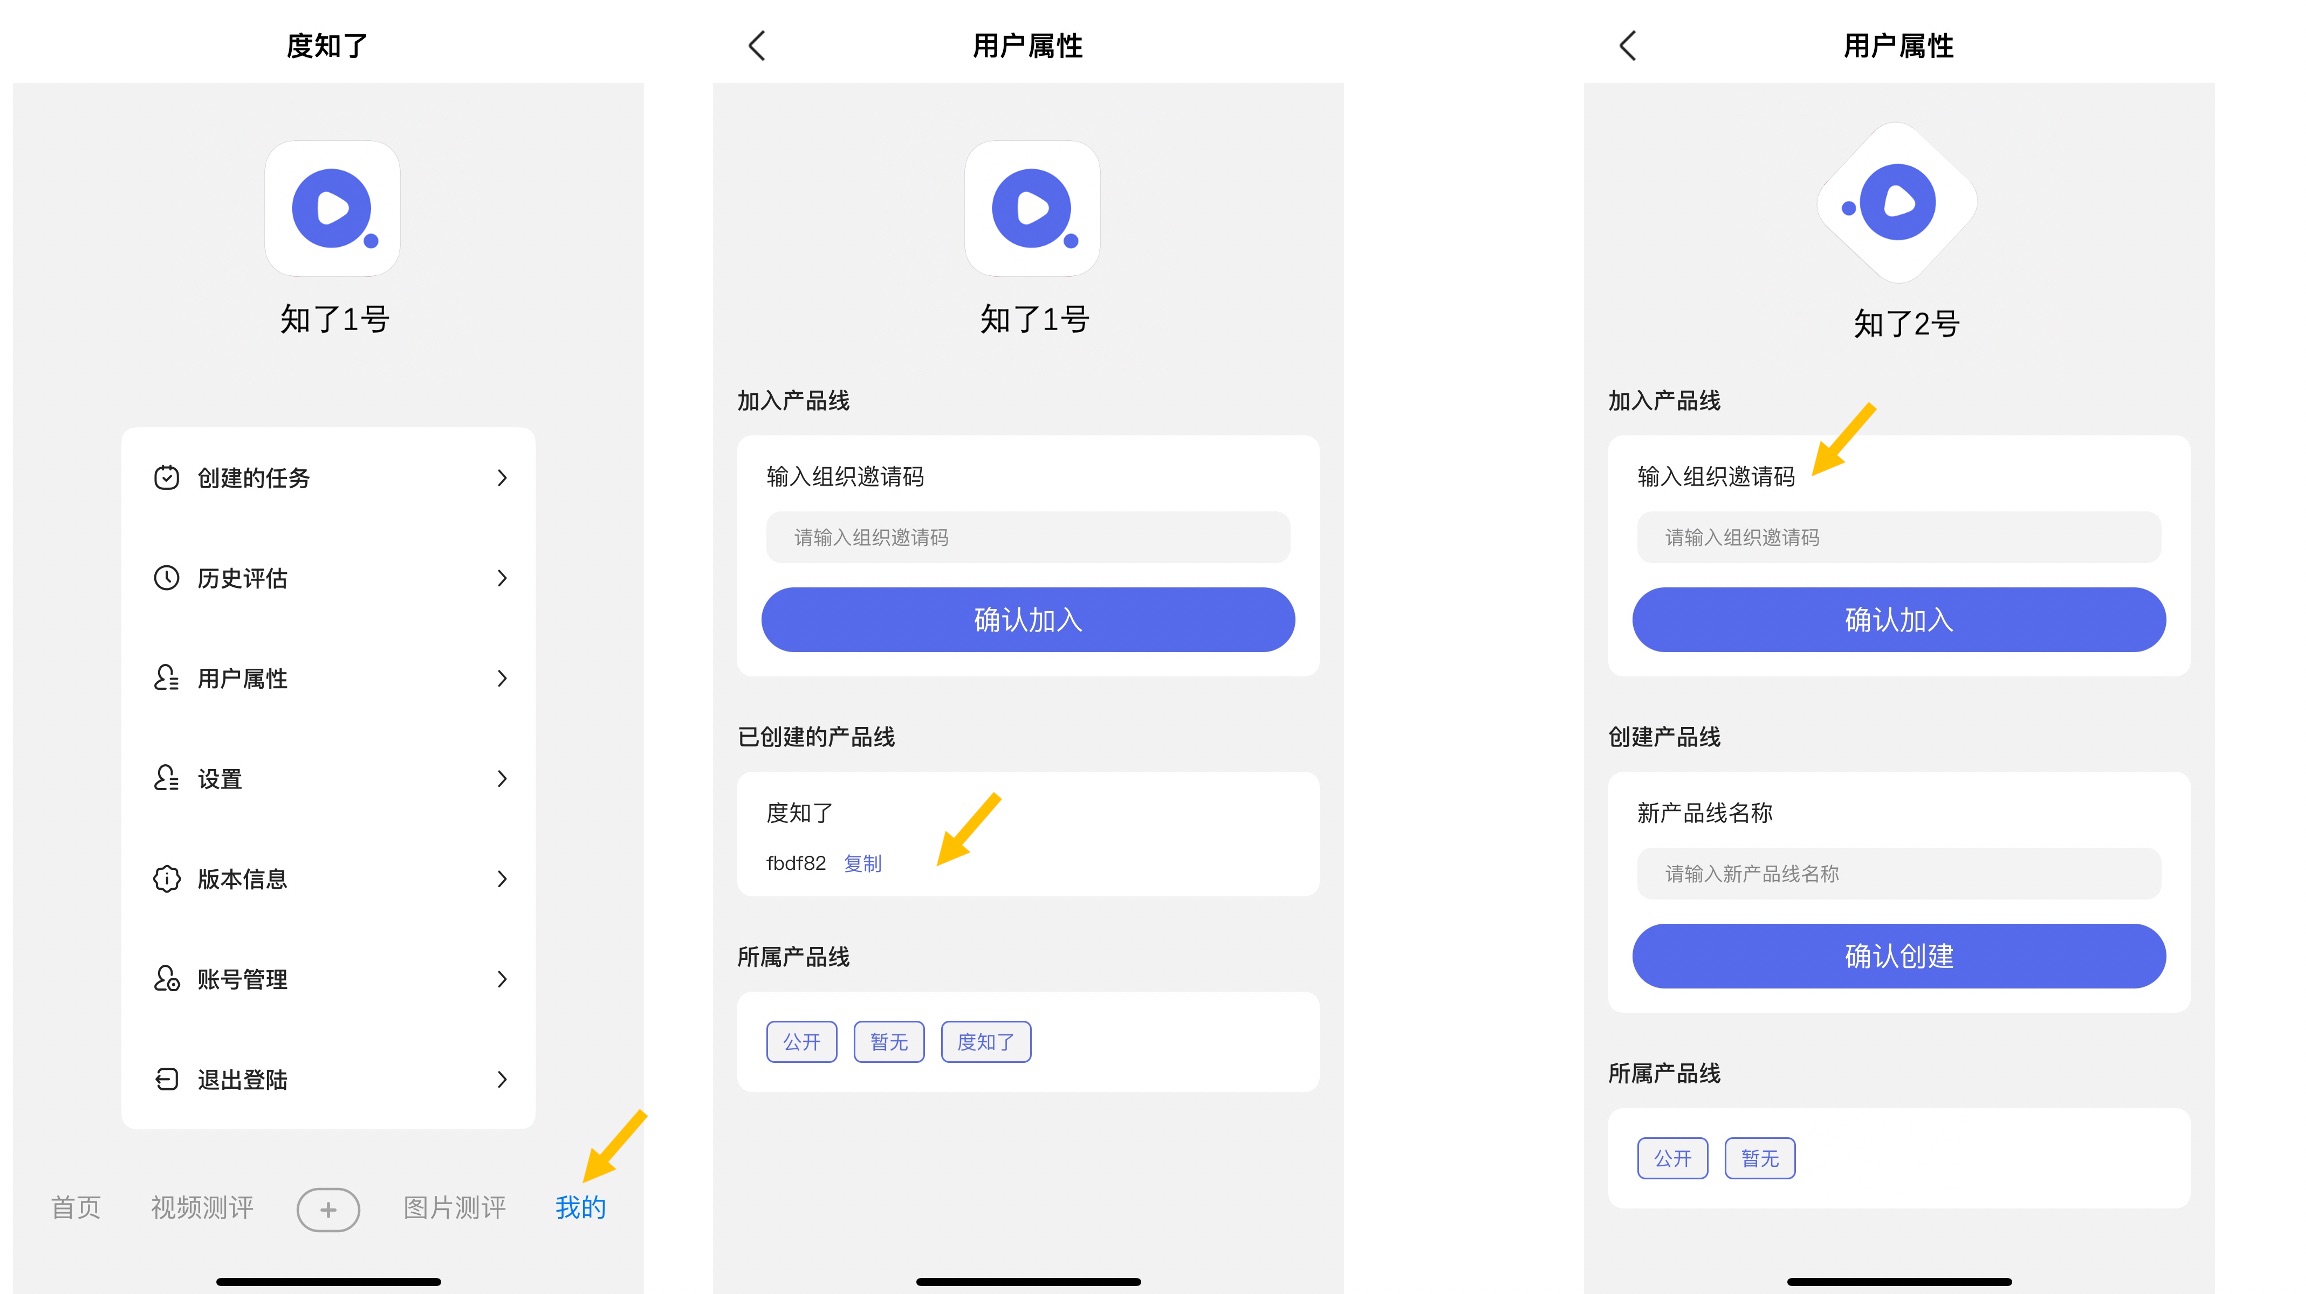 度知了
知了1号
创建的任务
历史评估
用户属性
设置
版本信息
账号管理
退出登陆
首页
视频测评
图片测评
我的
用户属性
知了1号
加入产品线
输入组织邀请码
请输入组织邀请码
确认加入
已创建的产品线
度知了
fbdf82 复制
所属产品线
公开 暂无 度知了
用户属性
知了2号
加入产品线
输入组织邀请码
请输入组织邀请码
确认加入
创建产品线
新产品线名称
请输入新产品线名称
确认创建
所属产品线
公开 暂无